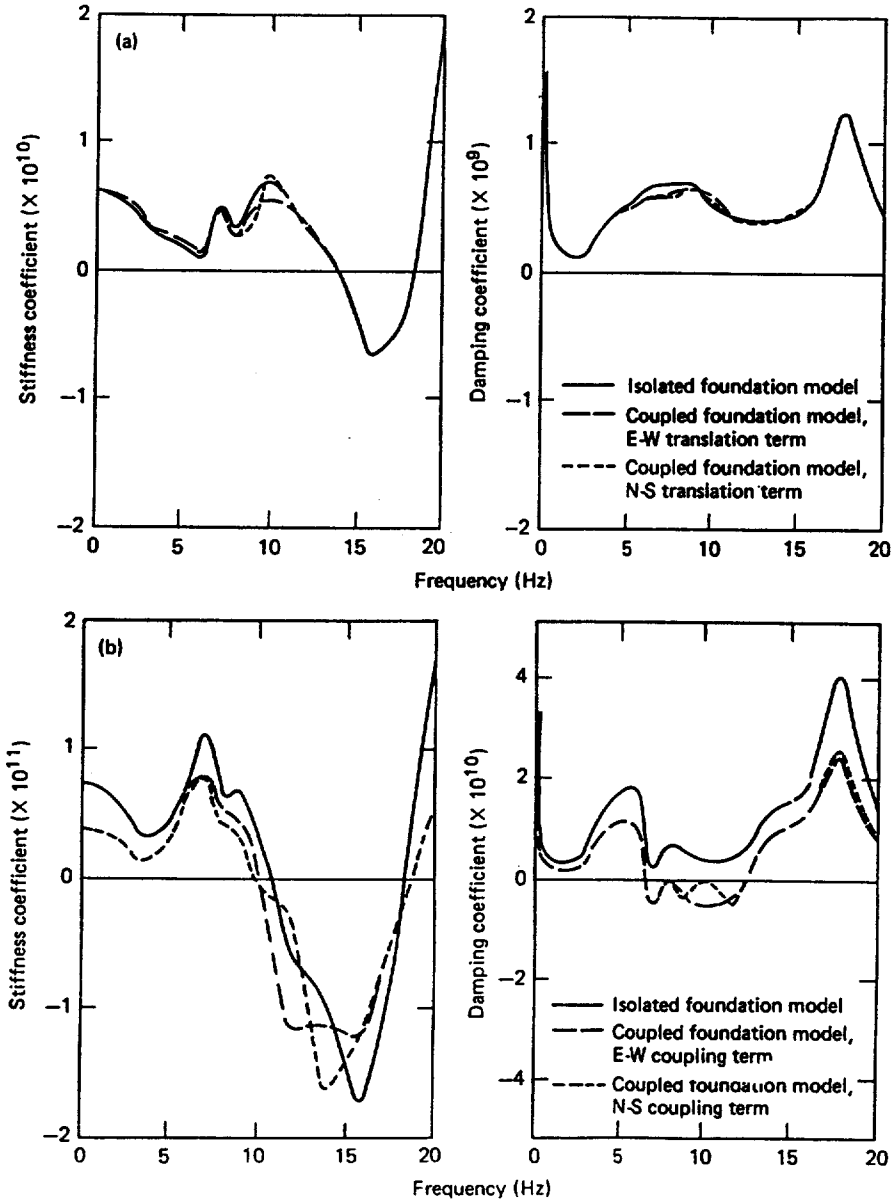 (a)
2
1
0
−1
−2
Stiffness coefficient (× 10¹⁰)
0 5 10 15 20
2
1
0
−1
−2
Damping coefficient (× 10⁹)
Isolated foundation model
Coupled foundation model,
E-W translation term
Coupled foundation model,
N-S translation term
0 5 10 15 20
Frequency (Hz)
(b)
2
1
0
−1
−2
Stiffness coefficient (× 10¹¹)
0 5 10 15 20
4
2
0
−2
−4
Damping coefficient (× 10¹⁰)
Isolated foundation model
Coupled foundation model,
E-W coupling term
Coupled foundation model,
N-S coupling term
0 5 10 15 20
Frequency (Hz)